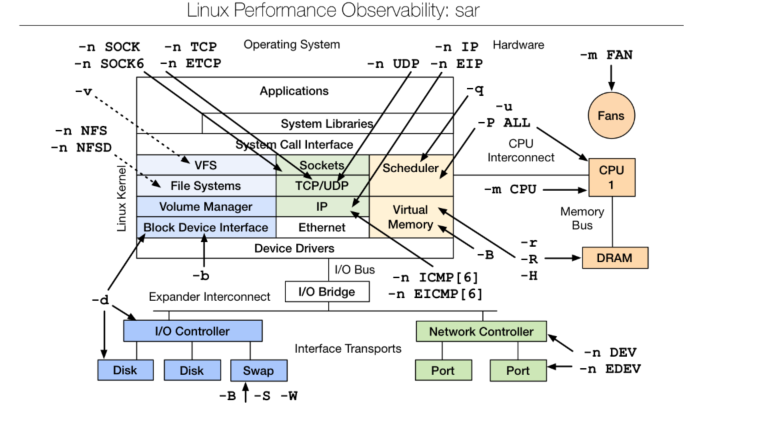 Linux Performance Observability: sar
-n SOCK -n TCP Operating System -n IP Hardware
-n SOCK6 -n ETCP -n UDP -n EIP
-m FAN
-v
Applications
-q
Fans
-u
-P ALL
System Libraries
-n NFS
-n NFSD
System Call Interface
CPU
Interconnect
VFS
Sockets
Scheduler
CPU
1
File Systems
TCP/UDP
-m CPU
Linux Kernel
Volume Manager
IP
Virtual
Memory
Memory
Bus
Block Device Interface
Ethernet
-r
-R
-H
Device Drivers
-B
DRAM
-b
I/O Bus
-n ICMP[6]
-n EICMP[6]
-d
Expander Interconnect
I/O Bridge
I/O Controller
Network Controller
Interface Transports
-n DEV
-n EDEV
Disk
Disk
Swap
Port
Port
-B -S -W